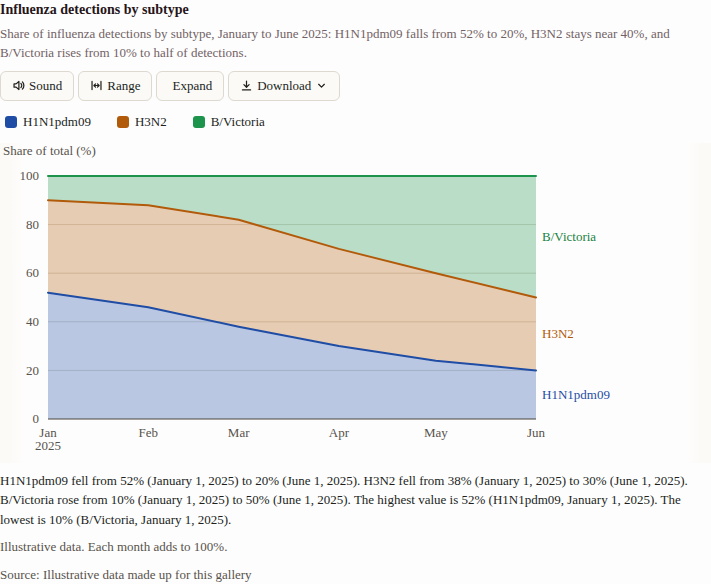 Influenza detections by subtype
Share of influenza detections by subtype, January to June 2025: H1N1pdm09 falls from 52% to 20%, H3N2 stays near 40%, and
B/Victoria rises from 10% to half of detections.
Sound Range Expand Download
H1N1pdm09 H3N2 B/Victoria
Share of total (%)
100
80
60
40
20
0
B/Victoria
H3N2
H1N1pdm09
Jan Feb Mar Apr May Jun
2025
H1N1pdm09 fell from 52% (January 1, 2025) to 20% (June 1, 2025). H3N2 fell from 38% (January 1, 2025) to 30% (June 1, 2025).
B/Victoria rose from 10% (January 1, 2025) to 50% (June 1, 2025). The highest value is 52% (H1N1pdm09, January 1, 2025). The
lowest is 10% (B/Victoria, January 1, 2025).
Illustrative data. Each month adds to 100%.
Source: Illustrative data made up for this gallery